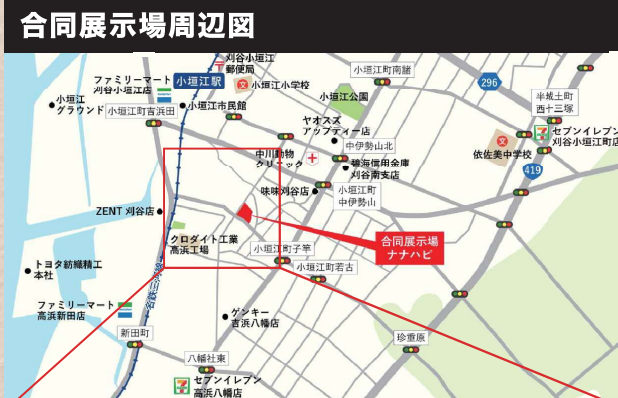 合同展示場周辺図
刈谷小垣江
郵便局
ファミリーマート
刈谷小垣江店
小垣江駅
小垣江小学校
小垣江町南藤
296
小垣江
グラウンド
小垣江町吉浜田
小垣江市民館
小垣江公園
半城土町
西十三塚
ヤオスズ
アップティー店
セブンイレブン
刈谷小垣江町店
中川動物
クリニック
中伊勢山北
依佐美中学校
碧海信用金庫
刈谷南支店
419
味味刈谷店
小垣江町
中伊勢山
ZENT 刈谷店
クロダイト工業
高浜工場
小垣江町子竿
合同展示場
ナナハピ
トヨタ紡織精工
本社
小垣江町若古
ファミリーマート
高浜新田店
ゲンキー
吉浜八幡店
新田町
珍重原
八幡社東
セブンイレブン
高浜八幡店